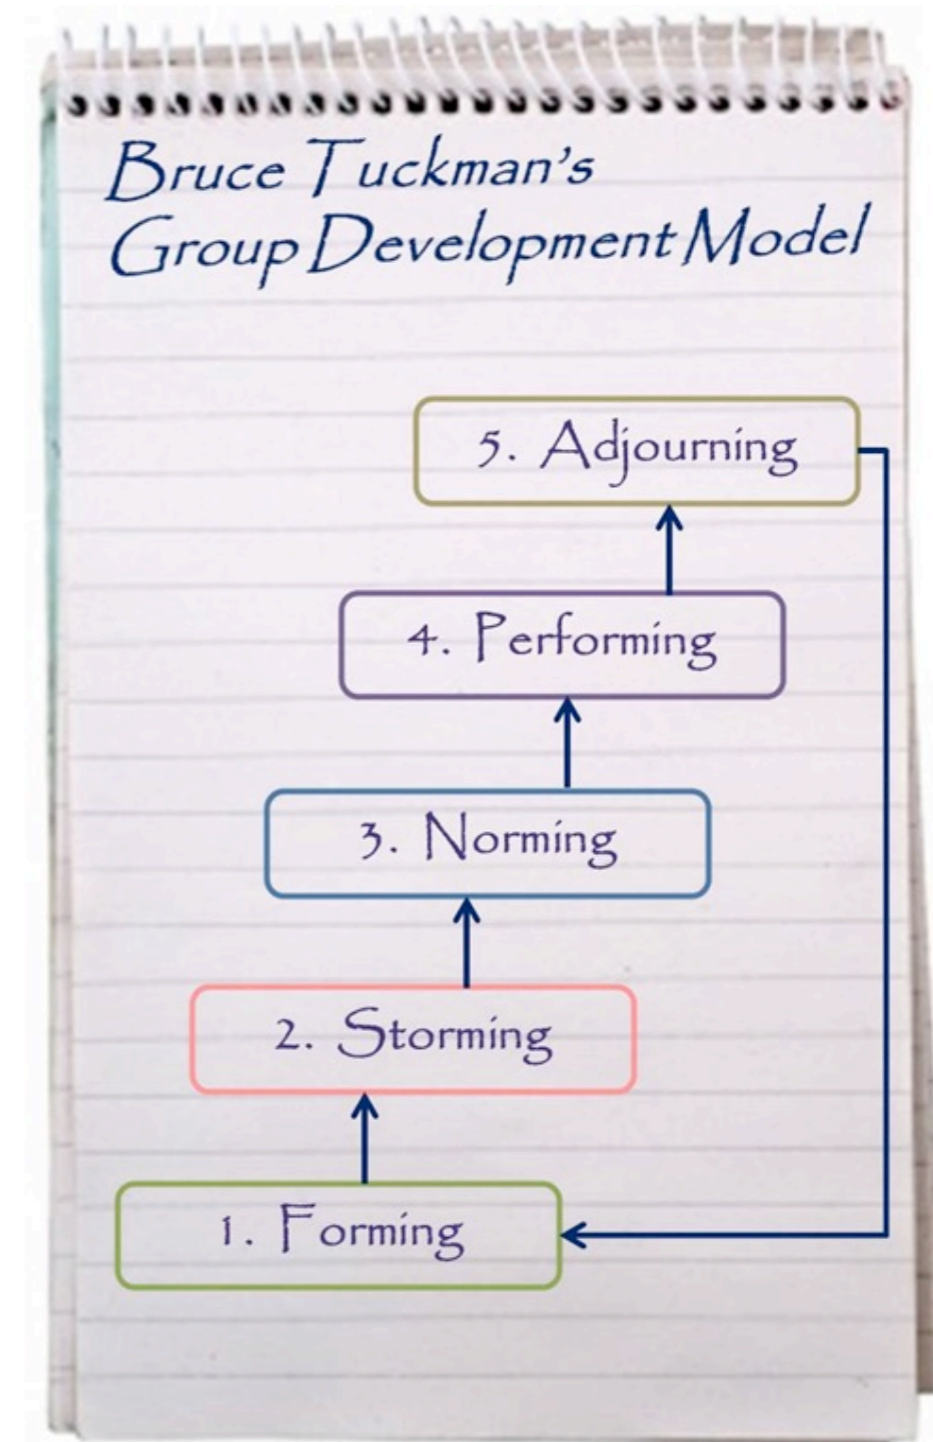 Bruce Tuckman's
Group Development Model
5. Adjourning
4. Performing
3. Norming
2. Storming
1. Forming